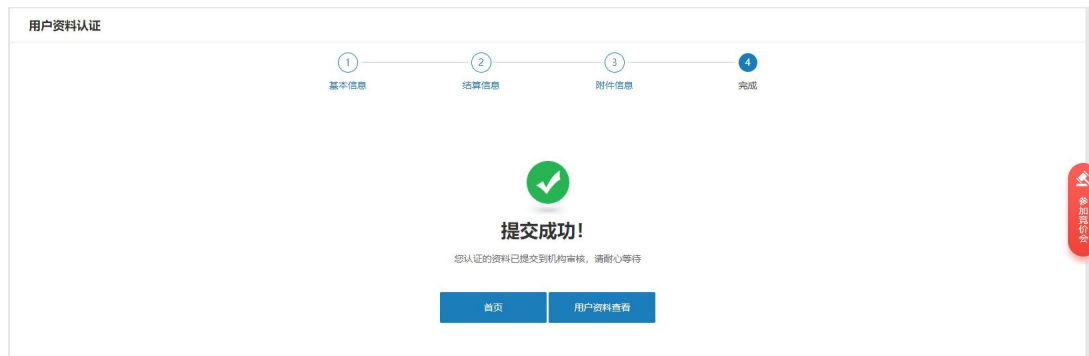 用户资料认证
1
2
3
4
基本信息
结算信息
附件信息
完成
参加竞价会
提交成功!
您认证的资料已提交到机构审核，请耐心等待
首页
用户资料查看